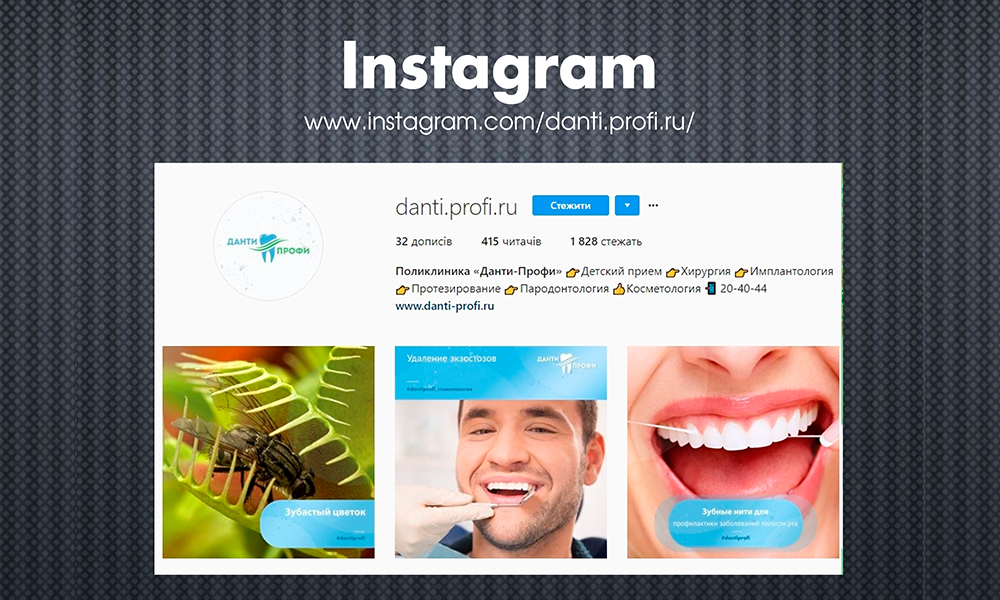 Instagram
www.instagram.com/danti.profi.ru/
ДАНТИ ПРОФИ
danti.profi.ru Стежити
32 дописів 415 читачів 1 828 стежать
Поликлиника «Данти-Профи» 👉Детский прием 👉Хирургия 👉Имплантология
👉Протезирование 👉Пародонтология 👍Косметология 📲 20-40-44
www.danti-profi.ru
Зубастый цветок
#dantiprofi
Удаление экзостозов
ДАНТИ ПРОФИ
#dantiprofi_стоматология
Зубные нити для
профилактики заболеваний полости рта
#dantiprofi